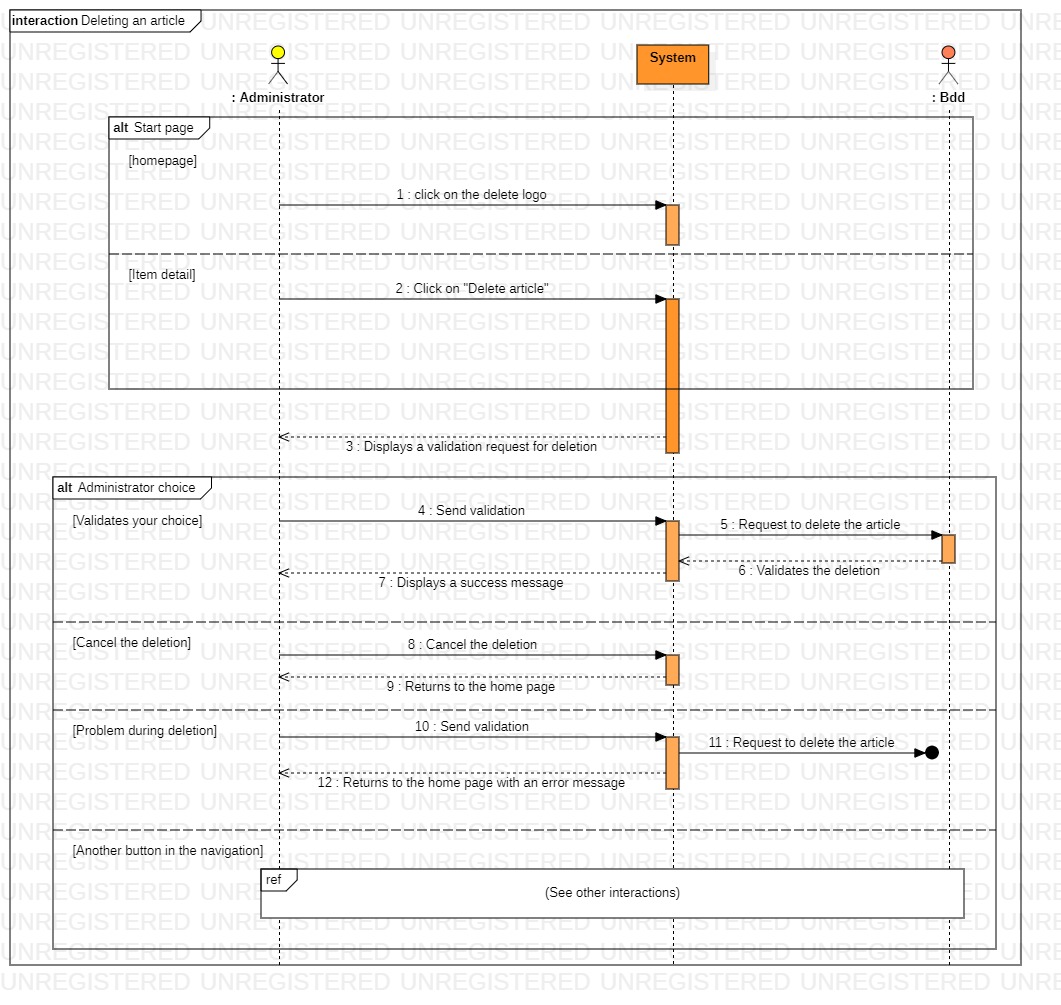 interaction Deleting an article
System
: Administrator
: Bdd
alt Start page
[homepage]
1 : click on the delete logo
[Item detail]
2 : Click on "Delete article"
3 : Displays a validation request for deletion
alt Administrator choice
[Validates your choice]
4 : Send validation
5 : Request to delete the article
6 : Validates the deletion
7 : Displays a success message
[Cancel the deletion]
8 : Cancel the deletion
9 : Returns to the home page
[Problem during deletion]
10 : Send validation
11 : Request to delete the article
12 : Returns to the home page with an error message
[Another button in the navigation]
ref
(See other interactions)
UNREGISTERED